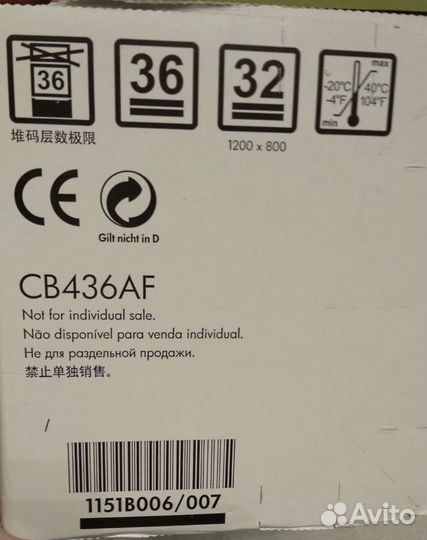 36
36
32
max
-20°C
-4°F
40°C
104°F
min
堆码层数极限
1200 x 800
CE
Gilt nicht in D
CB436AF
Not for individual sale.
Não disponível para venda individual.
Не для раздельной продажи.
禁止单独销售。
/
1151B006/007
Avito